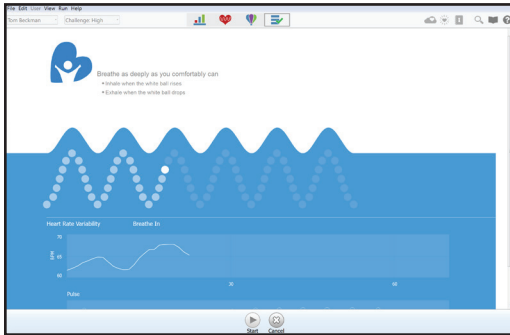 File Edit User View Run Help
Tom Beckman Challenge: High
Breathe as deeply as you comfortably can
• Inhale when the white ball rises
• Exhale when the white ball drops
Heart Rate Variability Breathe In
70
BPM 65
60
30 60
Pulse
Start Cancel